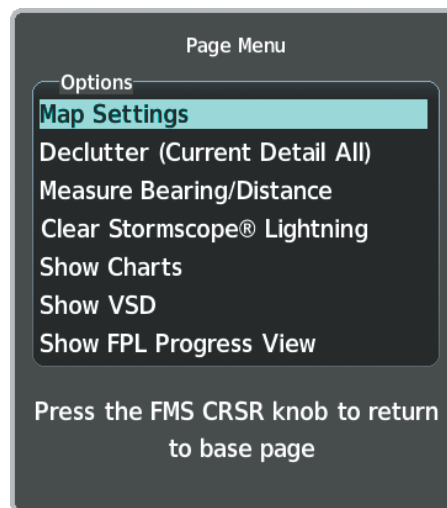 Page Menu
Options
Map Settings
Declutter (Current Detail All)
Measure Bearing/Distance
Clear Stormscope® Lightning
Show Charts
Show VSD
Show FPL Progress View
Press the FMS CRSR knob to return
to base page